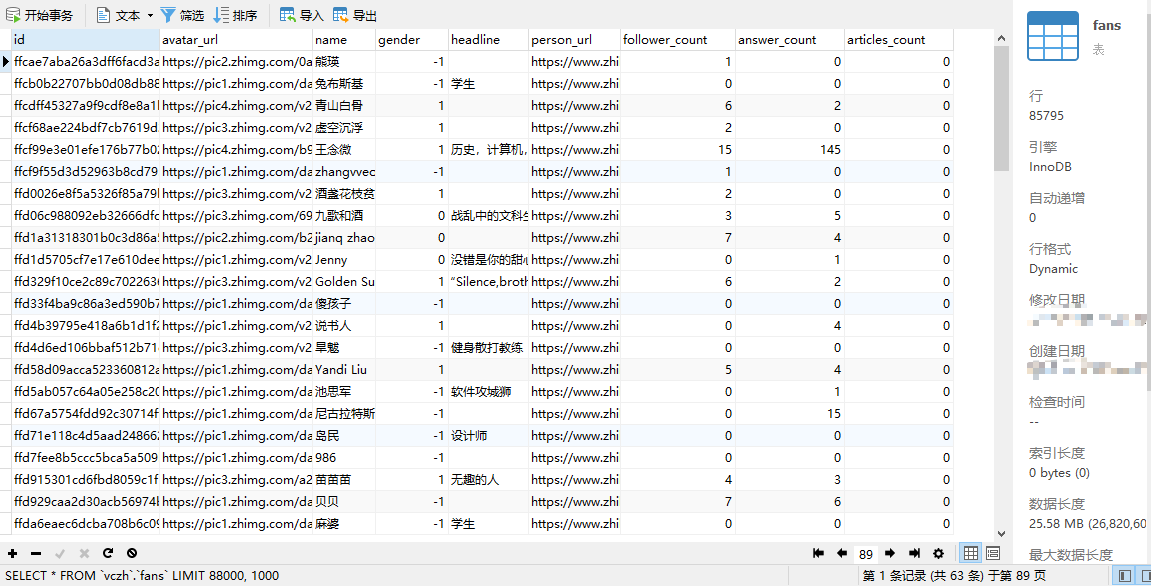 开始事务 文本 筛选 排序 导入 导出
id avatar_url name gender headline person_url follower_count answer_count articles_count
ffcae7aba26a3dff6facd3a https://pic2.zhimg.com/0a 熊瑛 -1 https://www.zhi 1 0 0
ffcb0b22707bb0d08db88 https://pic1.zhimg.com/da 兔布斯基 -1 学生 https://www.zhi 0 0 0
ffcdff45327a9f9cdf8e8a1 https://pic4.zhimg.com/v2 青山白骨 1 https://www.zhi 6 2 0
ffcf68ae224bdf7cb7619d https://pic3.zhimg.com/v2 虚空沉浮 1 https://www.zhi 2 0 0
ffcf99e3e01efe176b77b0 https://pic4.zhimg.com/b9 王念微 1 历史，计算机， https://www.zhi 15 145 0
ffcf9f55d3d52963b8cd79 https://pic1.zhimg.com/da zhangvvec -1 https://www.zhi 1 0 0
ffd0026e8f5a5326f85a79 https://pic3.zhimg.com/v2 酒盏花枝贫 1 https://www.zhi 2 0 0
ffd06c988092eb32666dfc https://pic3.zhimg.com/69 九歌和酒 0 战乱中的文科生 https://www.zhi 3 5 0
ffd1a31318301b0c3d86a https://pic2.zhimg.com/b2 jianq zhao 0 https://www.zhi 7 4 0
ffd1d5705cf7e17e610dee https://pic1.zhimg.com/v2 Jenny 0 没错是你的甜心 https://www.zhi 0 1 0
ffd329f10ce2c89c702263 https://pic3.zhimg.com/v2 Golden Su 1 “Silence,broth https://www.zhi 6 2 0
ffd33f4ba9c86a3ed590b7 https://pic1.zhimg.com/da 傻孩子 -1 https://www.zhi 0 0 0
ffd4b39795e418a6b1d1f https://pic1.zhimg.com/v2 说书人 1 https://www.zhi 0 4 0
ffd4d6ed106bbaf512b71 https://pic3.zhimg.com/v2 旱魃 -1 健身散打教练 https://www.zhi 0 0 0
ffd58d09acca523360812 https://pic1.zhimg.com/da Yandi Liu 1 https://www.zhi 5 4 0
ffd5ab057c64a05e258c20 https://pic1.zhimg.com/da 池思军 -1 软件攻城狮 https://www.zhi 0 1 0
ffd67a5754fdd92c30714f https://pic1.zhimg.com/da 尼古拉特斯 -1 https://www.zhi 0 15 0
ffd71e118c4d5aad24866 https://pic1.zhimg.com/da 岛民 -1 设计师 https://www.zhi 0 0 0
ffd7fee8b5ccc5bca5a509 https://pic1.zhimg.com/da 986 -1 https://www.zhi 0 0 0
ffd915301cd6fbd8059c1f https://pic3.zhimg.com/a2 苗苗苗 1 无趣的人 https://www.zhi 4 3 0
ffd929caa2d30acb56974 https://pic1.zhimg.com/da 贝贝 -1 https://www.zhi 7 6 0
ffda6eaec6dcba708b6c09 https://pic1.zhimg.com/da 麻婆 -1 学生 https://www.zhi 0 0 0
89
SELECT * FROM `vczh`.`fans` LIMIT 88000, 1000 第 1 条记录 (共 63 条) 于第 89 页
fans
表
行
85795
引擎
InnoDB
自动递增
0
行格式
Dynamic
修改日期
创建日期
检查时间
--
索引长度
0 bytes (0)
数据长度
25.58 MB (26,820,60
最大数据长度